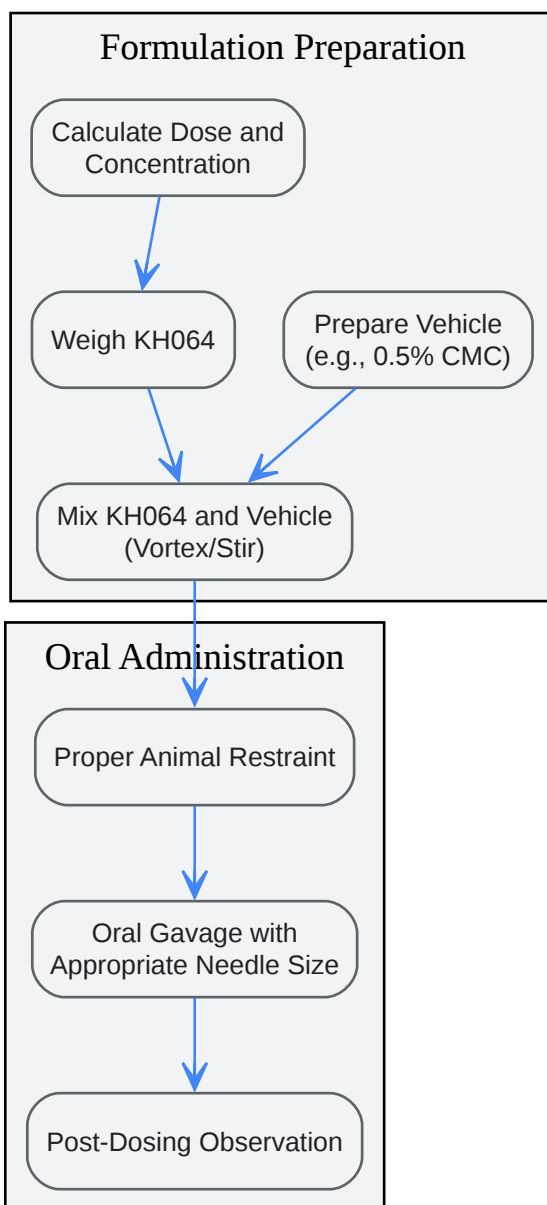 Formulation Preparation
Calculate Dose and
Concentration
Weigh KH064
Prepare Vehicle
(e.g., 0.5% CMC)
Mix KH064 and Vehicle
(Vortex/Stir)
Oral Administration
Proper Animal Restraint
Oral Gavage with
Appropriate Needle Size
Post-Dosing Observation